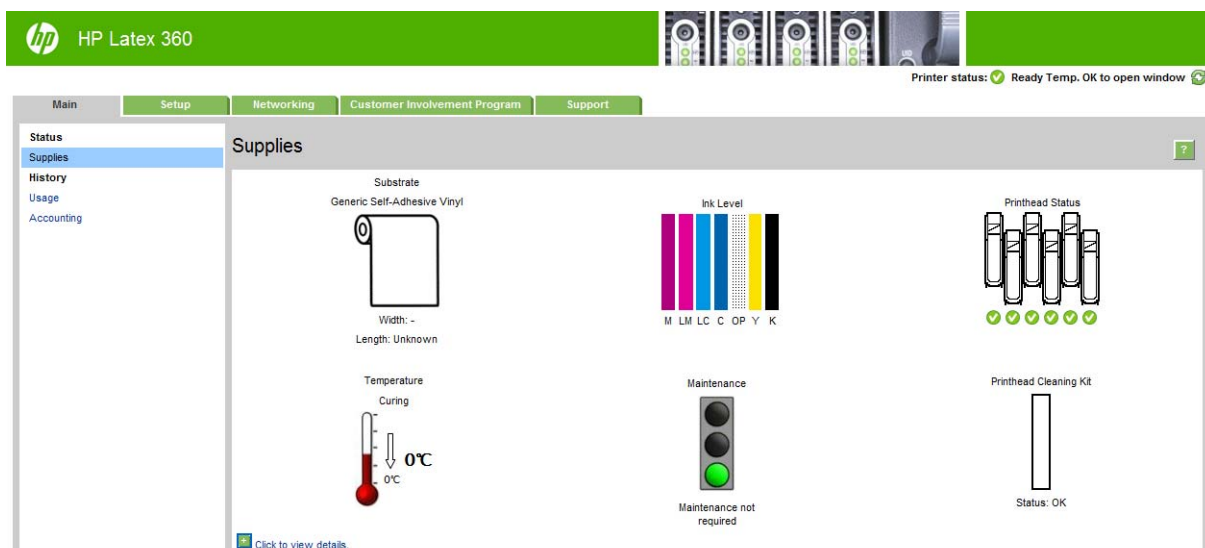 hp HP Latex 360
Printer status: Ready Temp. OK to open window
Main Setup Networking Customer Involvement Program Support
Status
Supplies
History
Usage
Accounting
Supplies
?
Substrate
Generic Self-Adhesive Vinyl
Width: -
Length: Unknown
Ink Level
M LM LC C OP Y K
Printhead Status
Temperature
Curing
0°C
0°C
Maintenance
Maintenance not
required
Printhead Cleaning Kit
Status: OK
Click to view details.